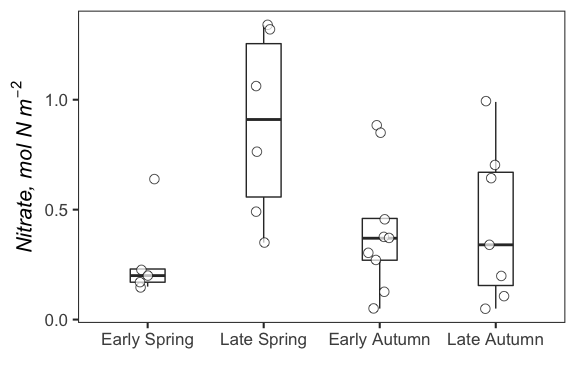 Nitrate, mol N m⁻²
1.0
0.5
0.0
Early Spring Late Spring Early Autumn Late Autumn